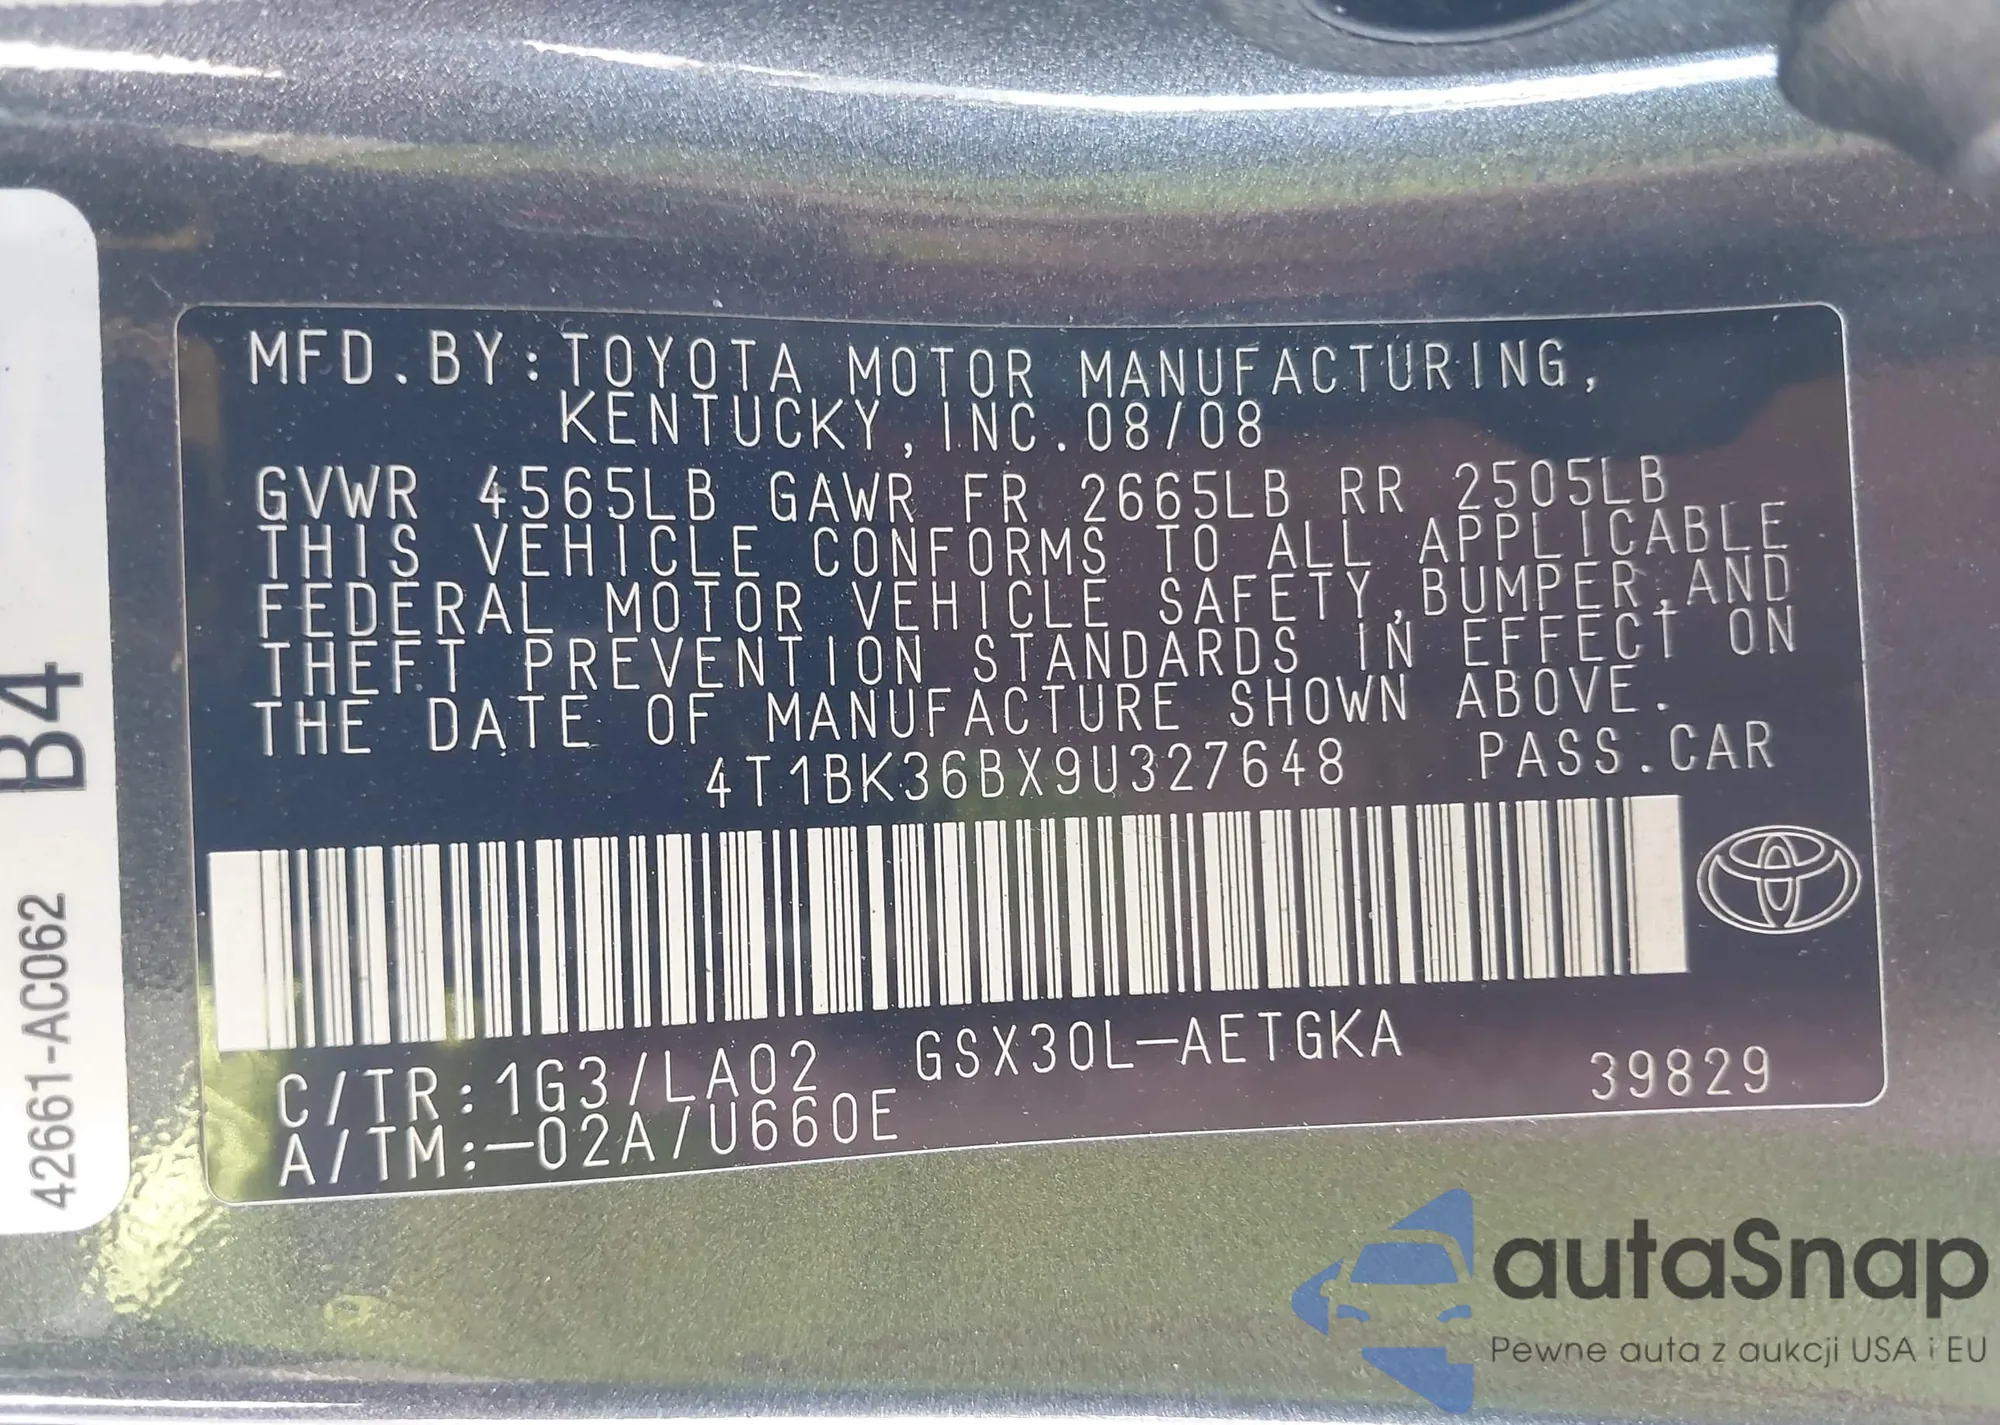 MFD.BY:TOYOTA MOTOR MANUFACTURING,
KENTUCKY,INC.08/08
GVWR 4565LB GAWR FR 2665LB RR 2505LB
THIS VEHICLE CONFORMS TO ALL APPLICABLE
FEDERAL MOTOR VEHICLE SAFETY,BUMPER,AND
THEFT PREVENTION STANDARDS IN EFFECT ON
THE DATE OF MANUFACTURE SHOWN ABOVE.
4T1BK36BX9U327648 PASS.CAR
C/TR:1G3/LA02 GSX30L-AETGKA
A/TM:-02A/U660E 39829
B4
42661-AC062
autaSnap
Pewne auta z aukcji USA i EU